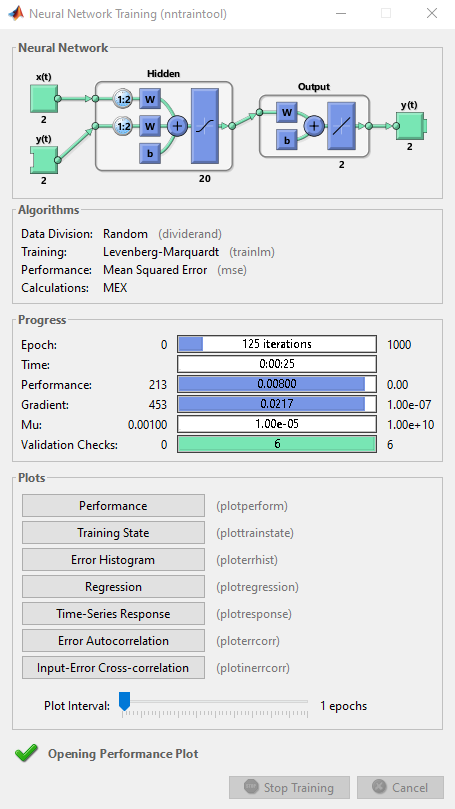 Neural Network Training (nntraintool)
Neural Network
Hidden
Output
x(t)
1:2 W
2
y(t)
1:2 W
2
b
+
20
W
b
+
2
y(t)
2
Algorithms
Data Division: Random (dividerand)
Training: Levenberg-Marquardt (trainlm)
Performance: Mean Squared Error (mse)
Calculations: MEX
Progress
Epoch: 0 125 iterations 1000
Time: 0:00:25
Performance: 213 0.00800 0.00
Gradient: 453 0.0217 1.00e-07
Mu: 0.00100 1.00e-05 1.00e+10
Validation Checks: 0 6 6
Plots
Performance (plotperform)
Training State (plottrainstate)
Error Histogram (ploterrhist)
Regression (plotregression)
Time-Series Response (plotresponse)
Error Autocorrelation (ploterrcorr)
Input-Error Cross-correlation (plotinerrcorr)
Plot Interval: 1 epochs
Opening Performance Plot
Stop Training Cancel